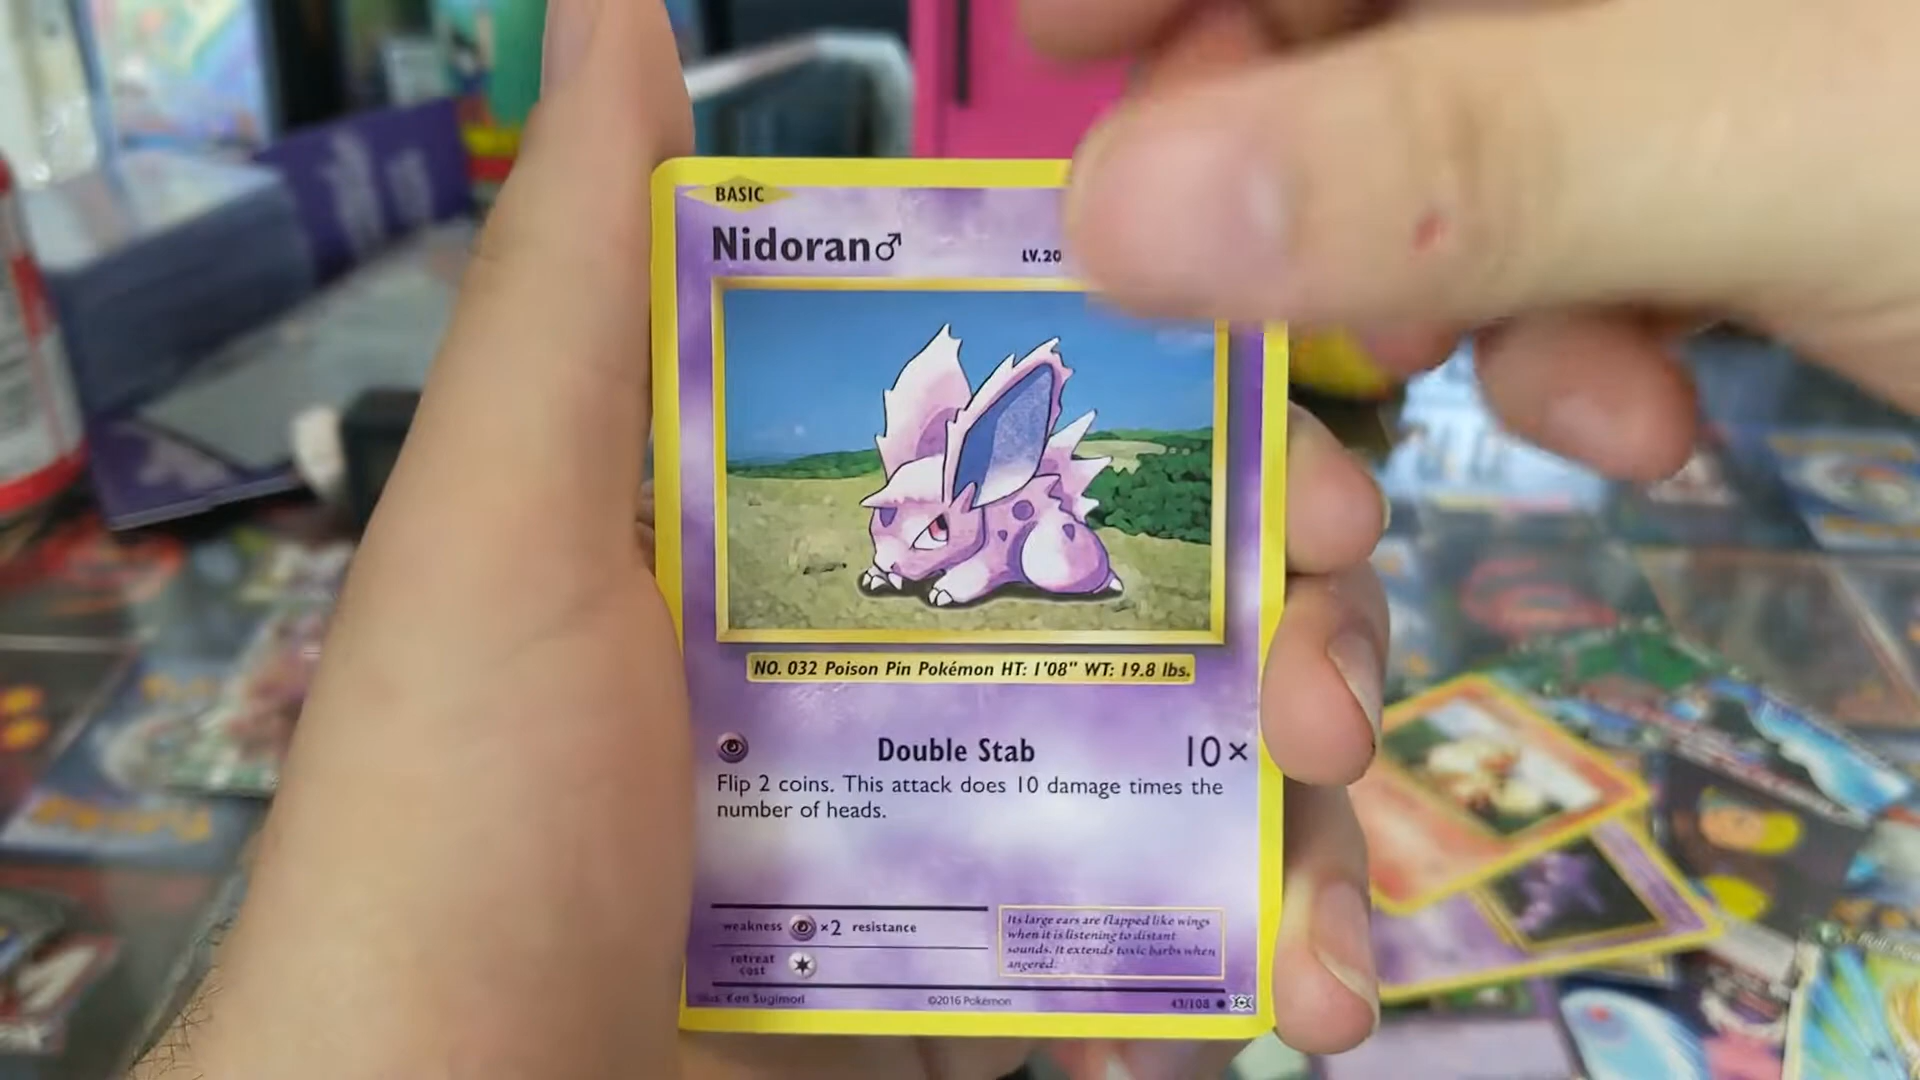 BASIC
Nidoran♂ LV.20
NO. 032 Poison Pin Pokémon HT: 1'08" WT: 19.8 lbs.
Double Stab 10×
Flip 2 coins. This attack does 10 damage times the
number of heads.
weakness ×2 resistance
Its large ears are flapped like wings
when it is listening to distant
sounds. It extends toxic barbs when
angered.
retreat
cost
Illus. Ken Sugimori ©2016 Pokémon 43/108